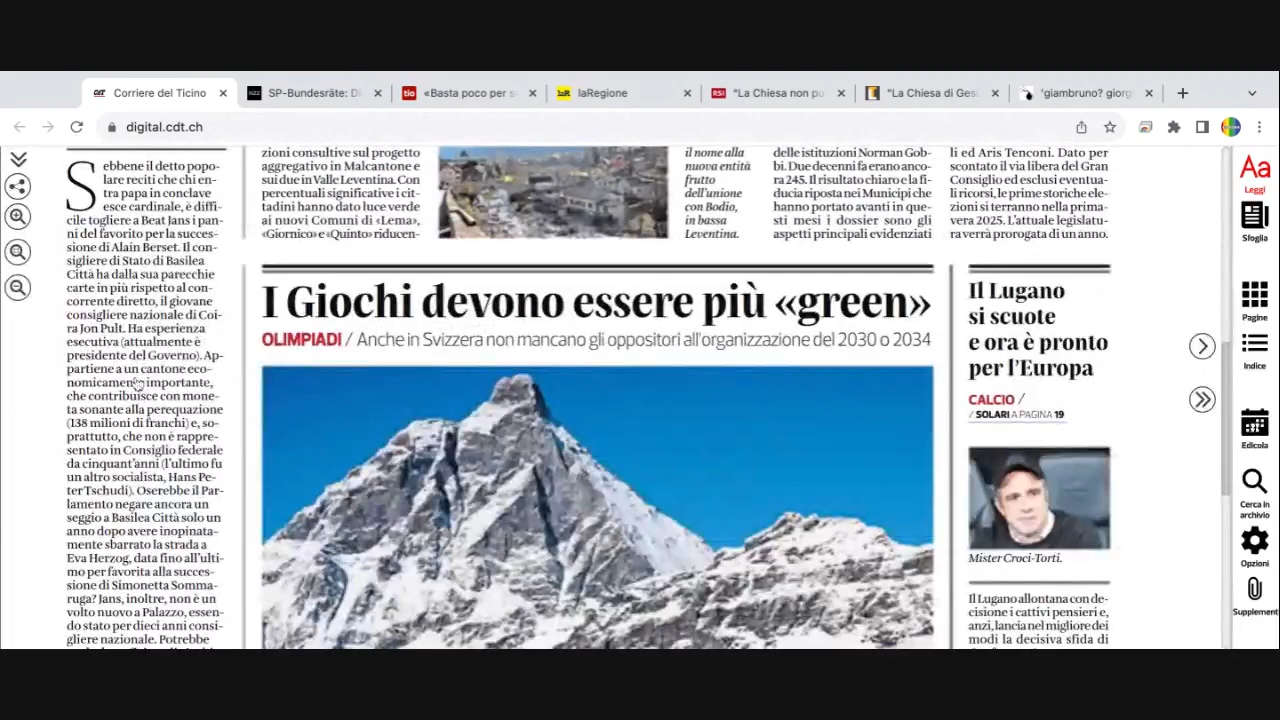 Corriere del Ticino
SP-Bundesräte: Di
«Basta poco per s
laRegione
"La Chiesa non pu
"La Chiesa di Ges
'giambruno? giorg
digital.cdt.ch
Sebbene il detto popo-
lare reciti che chi en-
tra papa in conclave
esce cardinale, è diffi-
cile togliere a Beat Jans i pan-
ni del favorito per la succes-
sione di Alain Berset. Il con-
sigliere di Stato di Basilea
Città ha dalla sua parecchie
carte in più rispetto al con-
corrente diretto, il giovane
consigliere nazionale di Coi-
ra Jon Pult. Ha esperienza
esecutiva (attualmente è
presidente del Governo). Ap-
partiene a un cantone eco-
nomicamente importante,
che contribuisce con mone-
ta sonante alla perequazione
(138 milioni di franchi) e, so-
prattutto, che non è rappre-
sentato in Consiglio federale
da cinquant'anni (l'ultimo fu
un altro socialista, Hans Pe-
ter Tschudi). Oserebbe il Par-
lamento negare ancora un
seggio a Basilea Città solo un
anno dopo avere inopinata-
mente sbarrato la strada a
Eva Herzog, data fino all'ulti-
mo per favorita alla succes-
sione di Simonetta Somma-
ruga? Jans, inoltre, non è un
volto nuovo a Palazzo, essen-
do stato per dieci anni consi-
gliere nazionale. Potrebbe
zioni consultive sul progetto
aggregativo in Malcantone e
sui due in Valle Leventina. Con
percentuali significative i cit-
tadini hanno dato luce verde
ai nuovi Comuni di «Lema»,
«Giornico» e «Quinto» riducen-
il nome alla
nuova entità
frutto
dell'unione
con Bodio,
in bassa
Leventina.
delle istituzioni Norman Gob-
bi. Due decenni fa erano anco-
ra 245. Il risultato chiaro e la fi-
ducia riposta nei Municipi che
hanno portato avanti in que-
sti mesi i dossier sono gli
aspetti principali evidenziati
li ed Aris Tenconi. Dato per
scontato il via libera del Gran
Consiglio ed esclusi eventua-
li ricorsi, le prime storiche ele-
zioni si terranno nella prima-
vera 2025. L'attuale legislatu-
ra verrà prorogata di un anno.
I Giochi devono essere più «green»
OLIMPIADI / Anche in Svizzera non mancano gli oppositori all'organizzazione del 2030 o 2034
Il Lugano
si scuote
e ora è pronto
per l'Europa
CALCIO /
/ SOLARI A PAGINA 19
Mister Croci-Torti.
Il Lugano allontana con de-
cisione i cattivi pensieri e,
anzi, lancia nel migliore dei
modi la decisiva sfida di
Aa
Leggi
Sfoglia
Pagine
Indice
Edicola
Cerca in
archivio
Opzioni
Supplement